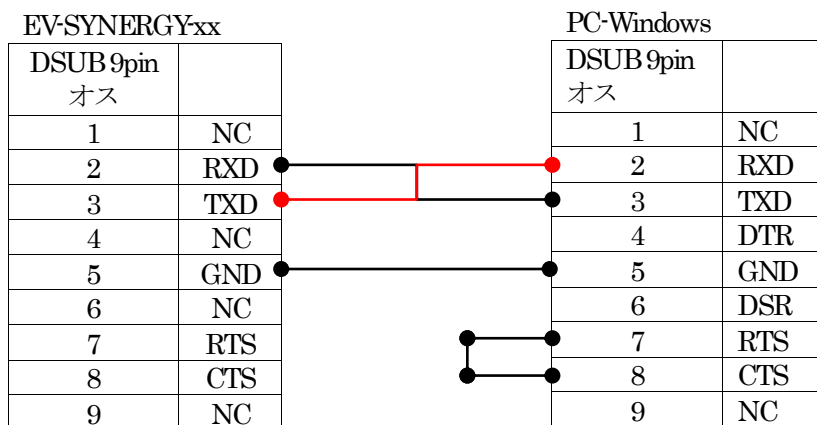 EV-SYNERGY-xx
DSUB 9pin
オス
1 NC
2 RXD
3 TXD
4 NC
5 GND
6 NC
7 RTS
8 CTS
9 NC
PC-Windows
DSUB 9pin
オス
1 NC
2 RXD
3 TXD
4 DTR
5 GND
6 DSR
7 RTS
8 CTS
9 NC